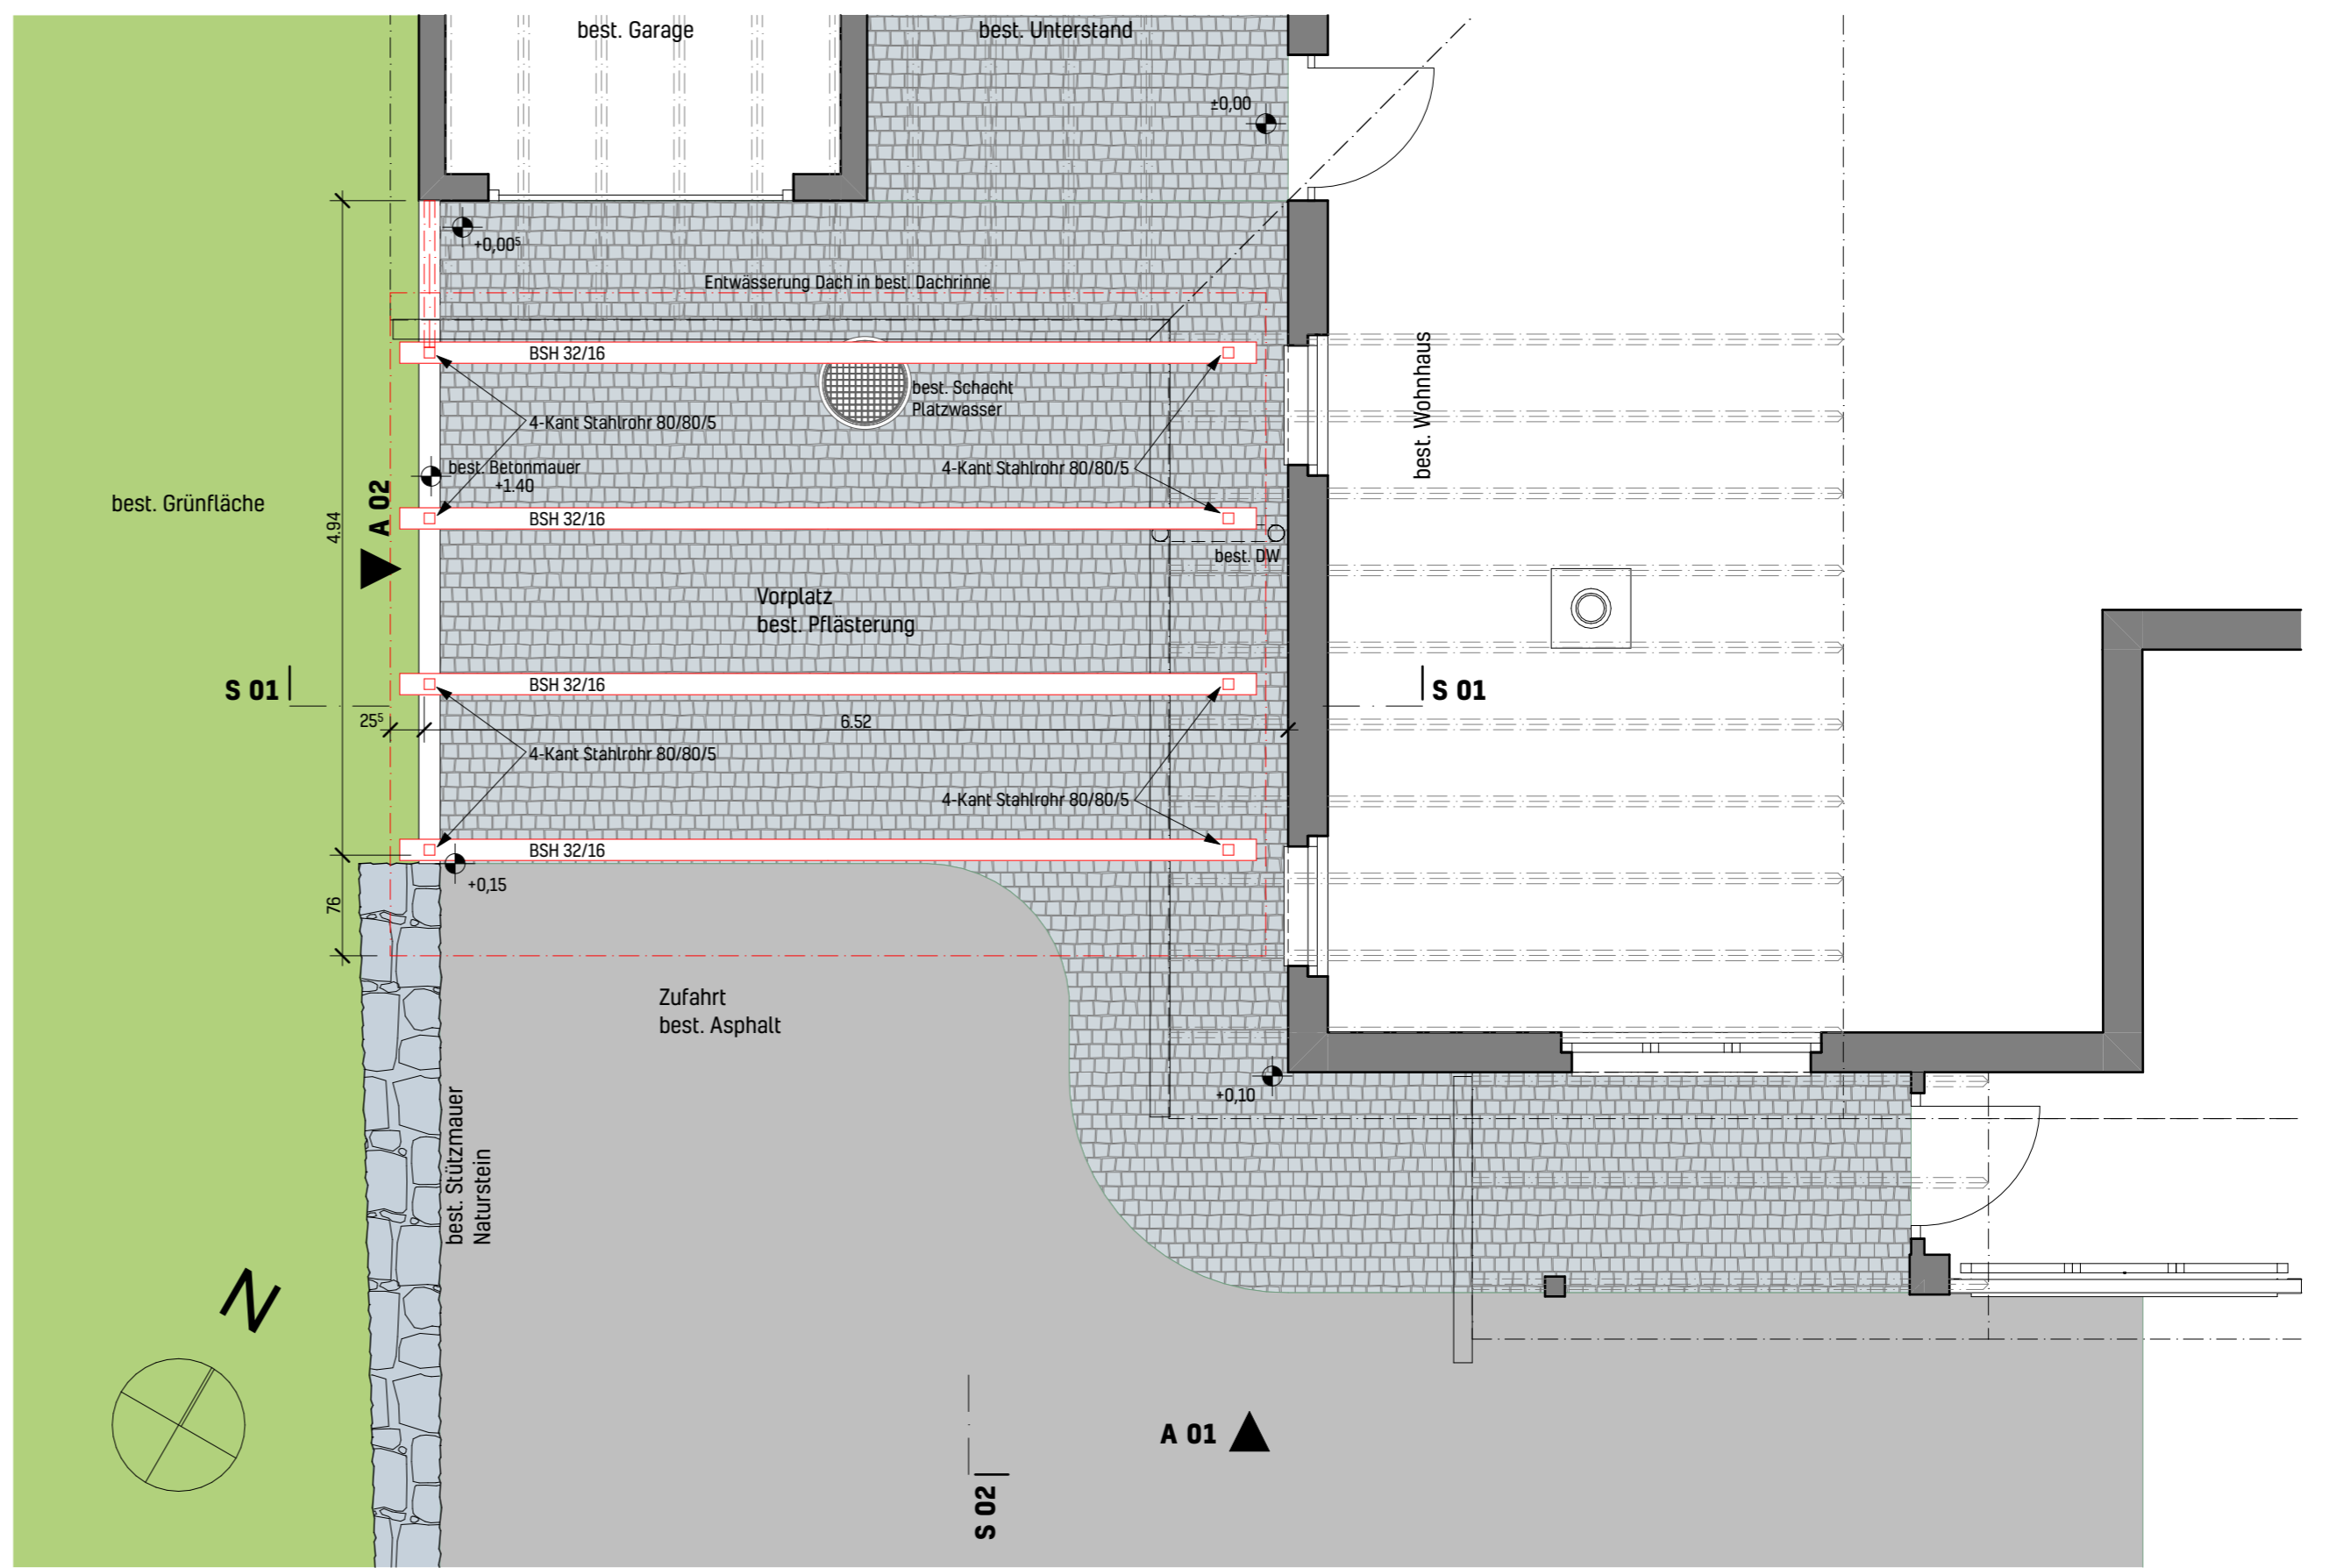 best. Garage
best. Unterstand
±0,00
+0,00⁵
Entwässerung Dach in best. Dachrinne
BSH 32/16
best. Schacht
Platzwasser
4-Kant Stahlrohr 80/80/5
4-Kant Stahlrohr 80/80/5
best. Wohnhaus
best. Betonmauer
+1.40
best. Grünfläche
A 02
4.94
BSH 32/16
best. DW
Vorplatz
best. Pflästerung
S 01
BSH 32/16
S 01
25⁵
6.52
4-Kant Stahlrohr 80/80/5
4-Kant Stahlrohr 80/80/5
BSH 32/16
+0,15
76
Zufahrt
best. Asphalt
+0,10
best. Stützmauer
Naturstein
N
A 01
S 02